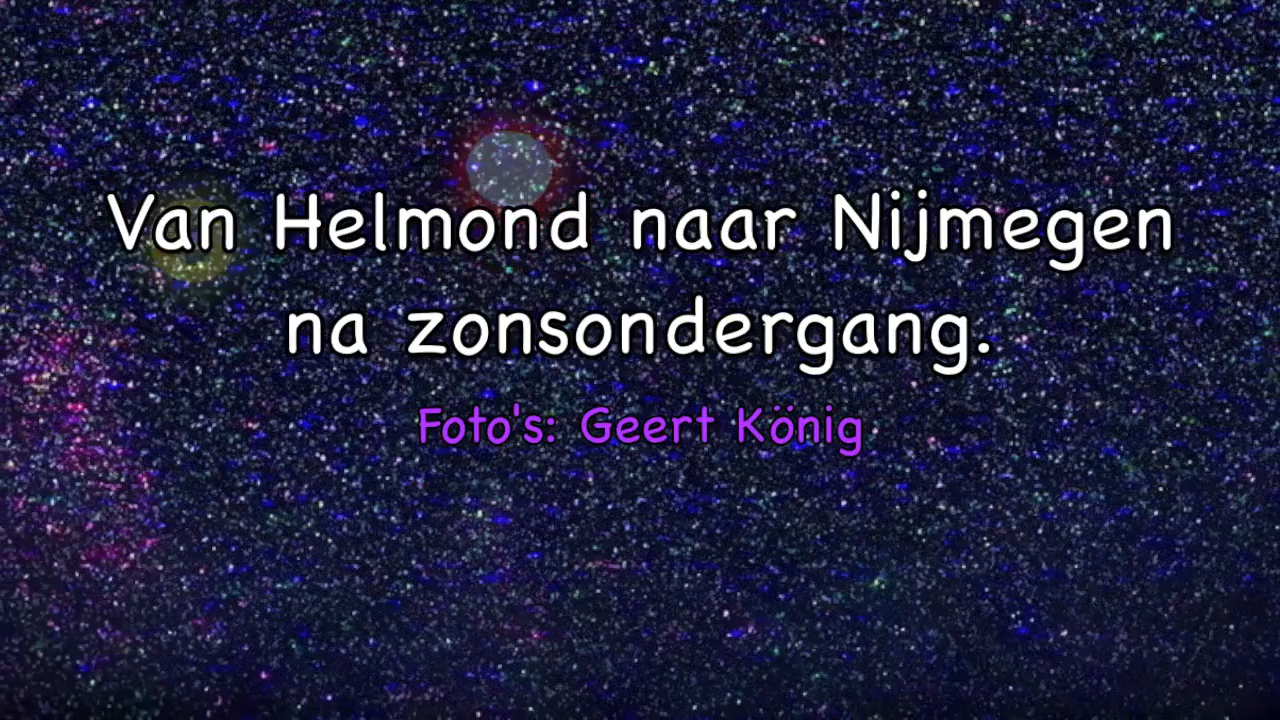 Van Helmond naar Nijmegen
na zonsondergang.
Foto's: Geert König